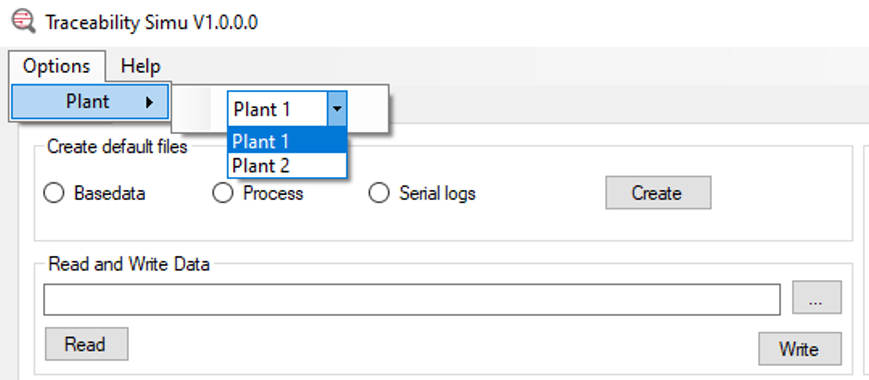 Traceability Simu V1.0.0.0
Options Help
Plant
Plant 1
Plant 1
Plant 2
Create default files
Basedata Process Serial logs Create
Read and Write Data
...
Read Write